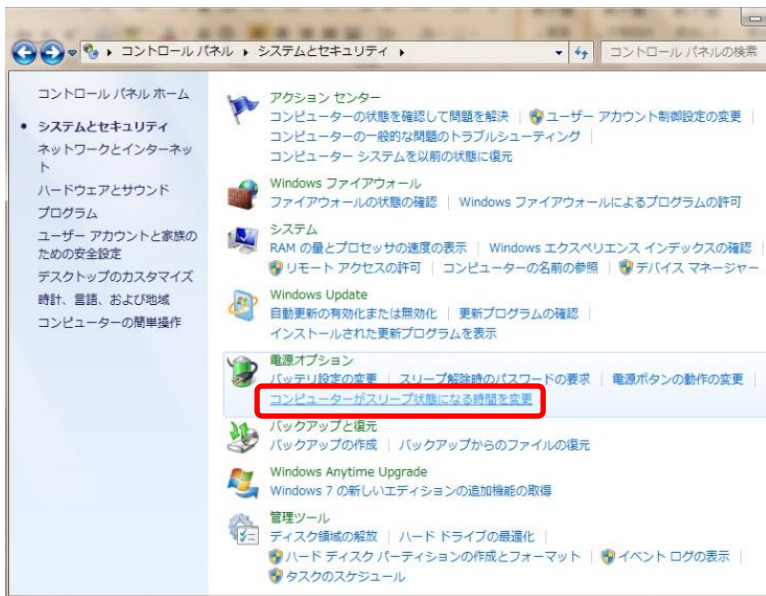 コントロール パネル ▸ システムとセキュリティ ▸
コントロール パネルの検索
コントロール パネル ホーム
システムとセキュリティ
ネットワークとインターネッ
ト
ハードウェアとサウンド
プログラム
ユーザー アカウントと家族の
ための安全設定
デスクトップのカスタマイズ
時計、言語、および地域
コンピューターの簡単操作
アクション センター
コンピューターの状態を確認して問題を解決 | ユーザー アカウント制御設定の変更 |
コンピューターの一般的な問題のトラブルシューティング |
コンピューター システムを以前の状態に復元
Windows ファイアウォール
ファイアウォールの状態の確認 | Windows ファイアウォールによるプログラムの許可
システム
RAM の量とプロセッサの速度の表示 | Windows エクスペリエンス インデックスの確認 |
リモート アクセスの許可 | コンピューターの名前の参照 | デバイス マネージャー
Windows Update
自動更新の有効化または無効化 | 更新プログラムの確認 |
インストールされた更新プログラムを表示
電源オプション
バッテリ設定の変更 | スリープ解除時のパスワードの要求 | 電源ボタンの動作の変更 |
コンピューターがスリープ状態になる時間を変更
バックアップと復元
バックアップの作成 | バックアップからのファイルの復元
Windows Anytime Upgrade
Windows 7 の新しいエディションの追加機能の取得
管理ツール
ディスク領域の解放 | ハード ドライブの最適化 |
ハード ディスク パーティションの作成とフォーマット | イベント ログの表示 |
タスクのスケジュール